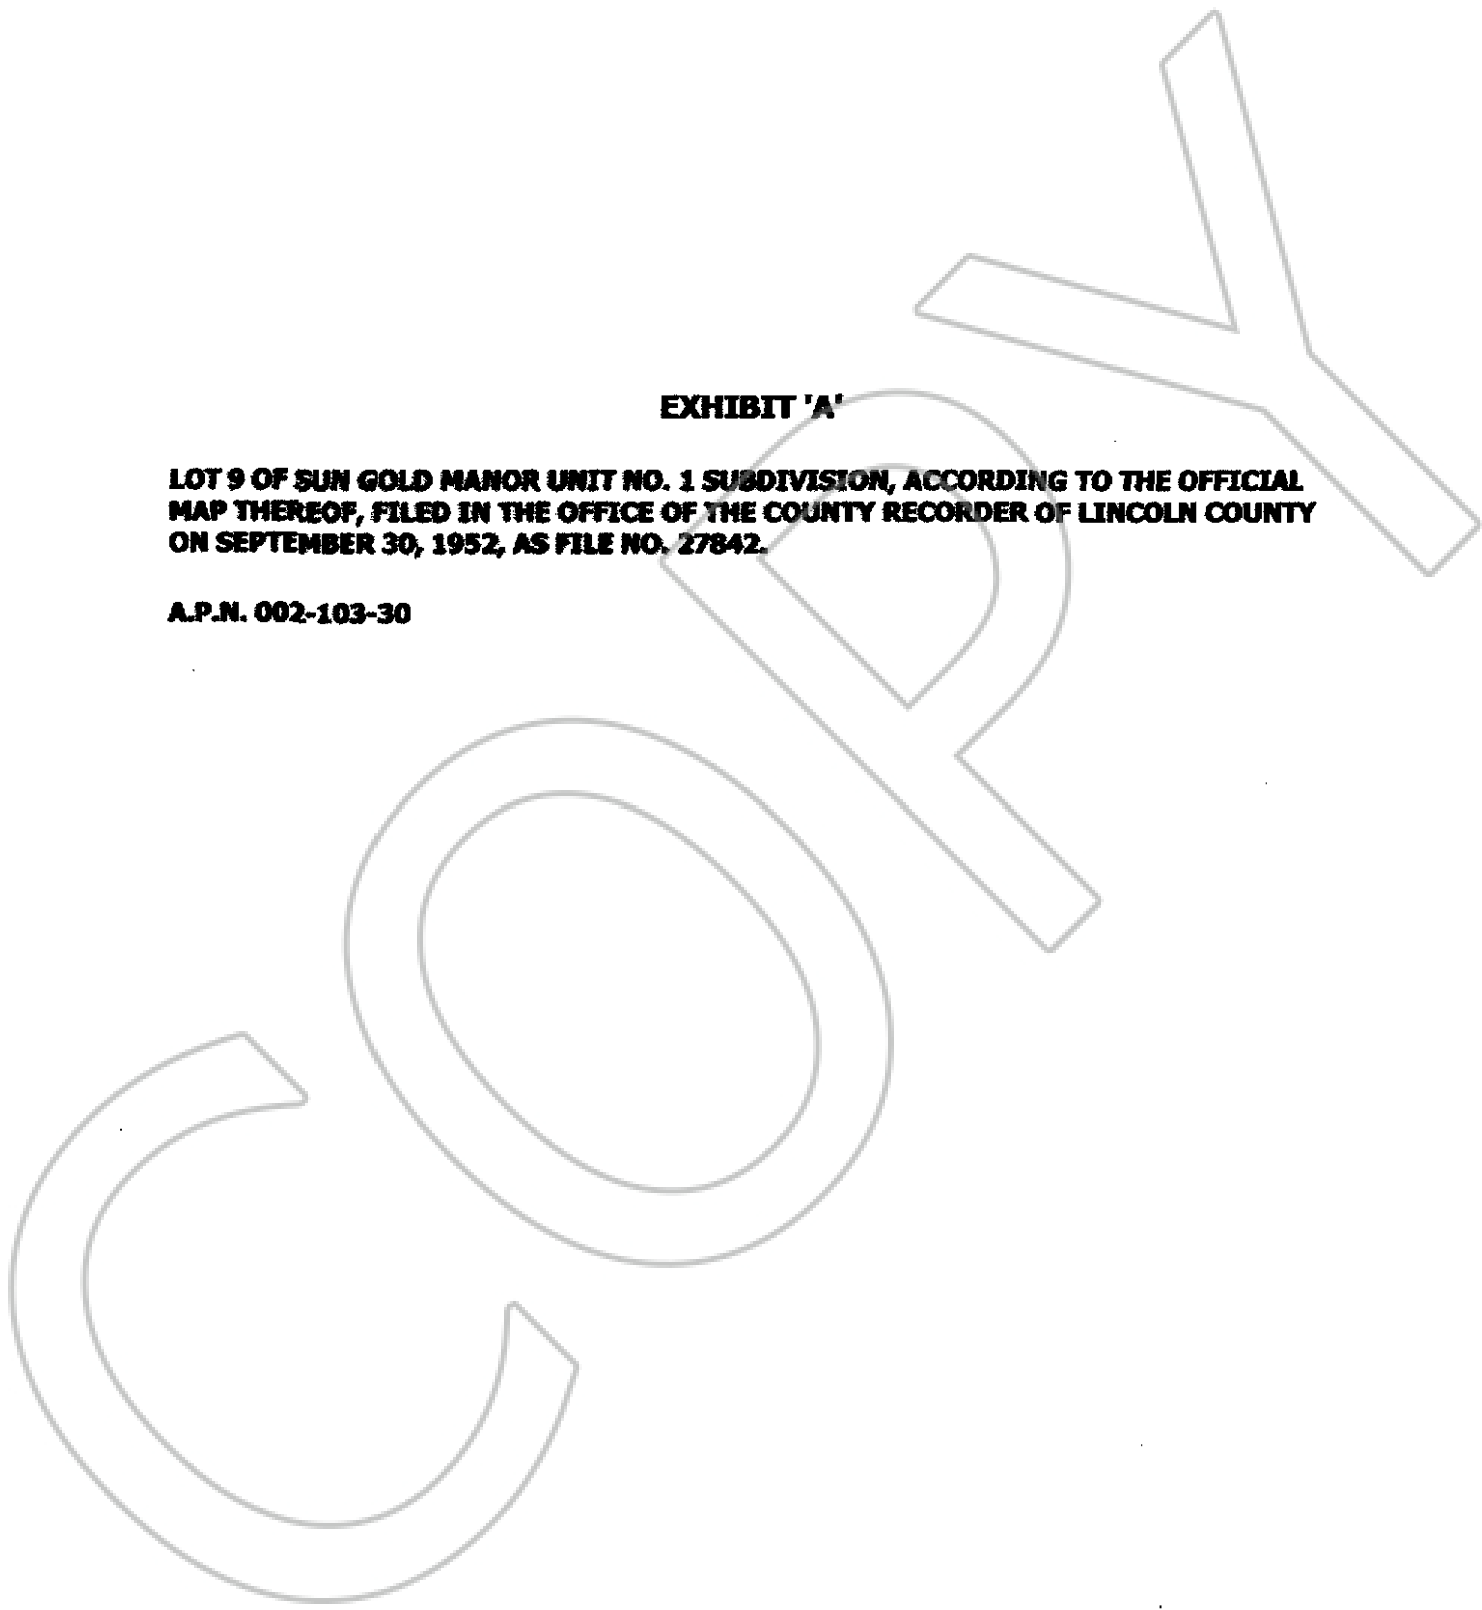 EXHIBIT 'A'
LOT 9 OF SUN GOLD MANOR UNIT NO. 1 SUBDIVISION, ACCORDING TO THE OFFICIAL
MAP THEREOF, FILED IN THE OFFICE OF THE COUNTY RECORDER OF LINCOLN COUNTY
ON SEPTEMBER 30, 1952, AS FILE NO. 27842.
A.P.N. 002-103-30
COPY